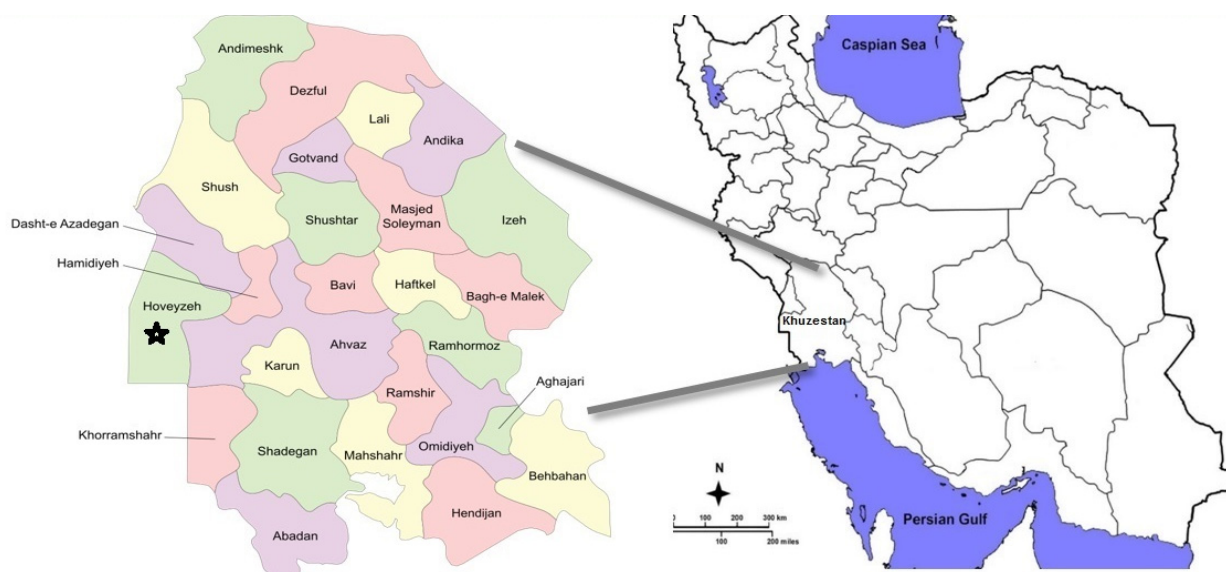 Andimeshk
Dezful
Lali
Andika
Gotvand
Shush
Shushtar
Masjed
Soleyman
Izeh
Dasht-e Azadegan
Hamidiyeh
Bavi
Haftkel
Bagh-e Malek
Hoveyzeh
Ahvaz
Ramhormoz
Karun
Ramshir
Aghajari
Khorramshahr
Shadegan
Mahshahr
Omidiyeh
Behbahan
Hendijan
Abadan
Caspian Sea
Khuzestan
N
0 100 200 300 km
0 100 200 miles
Persian Gulf